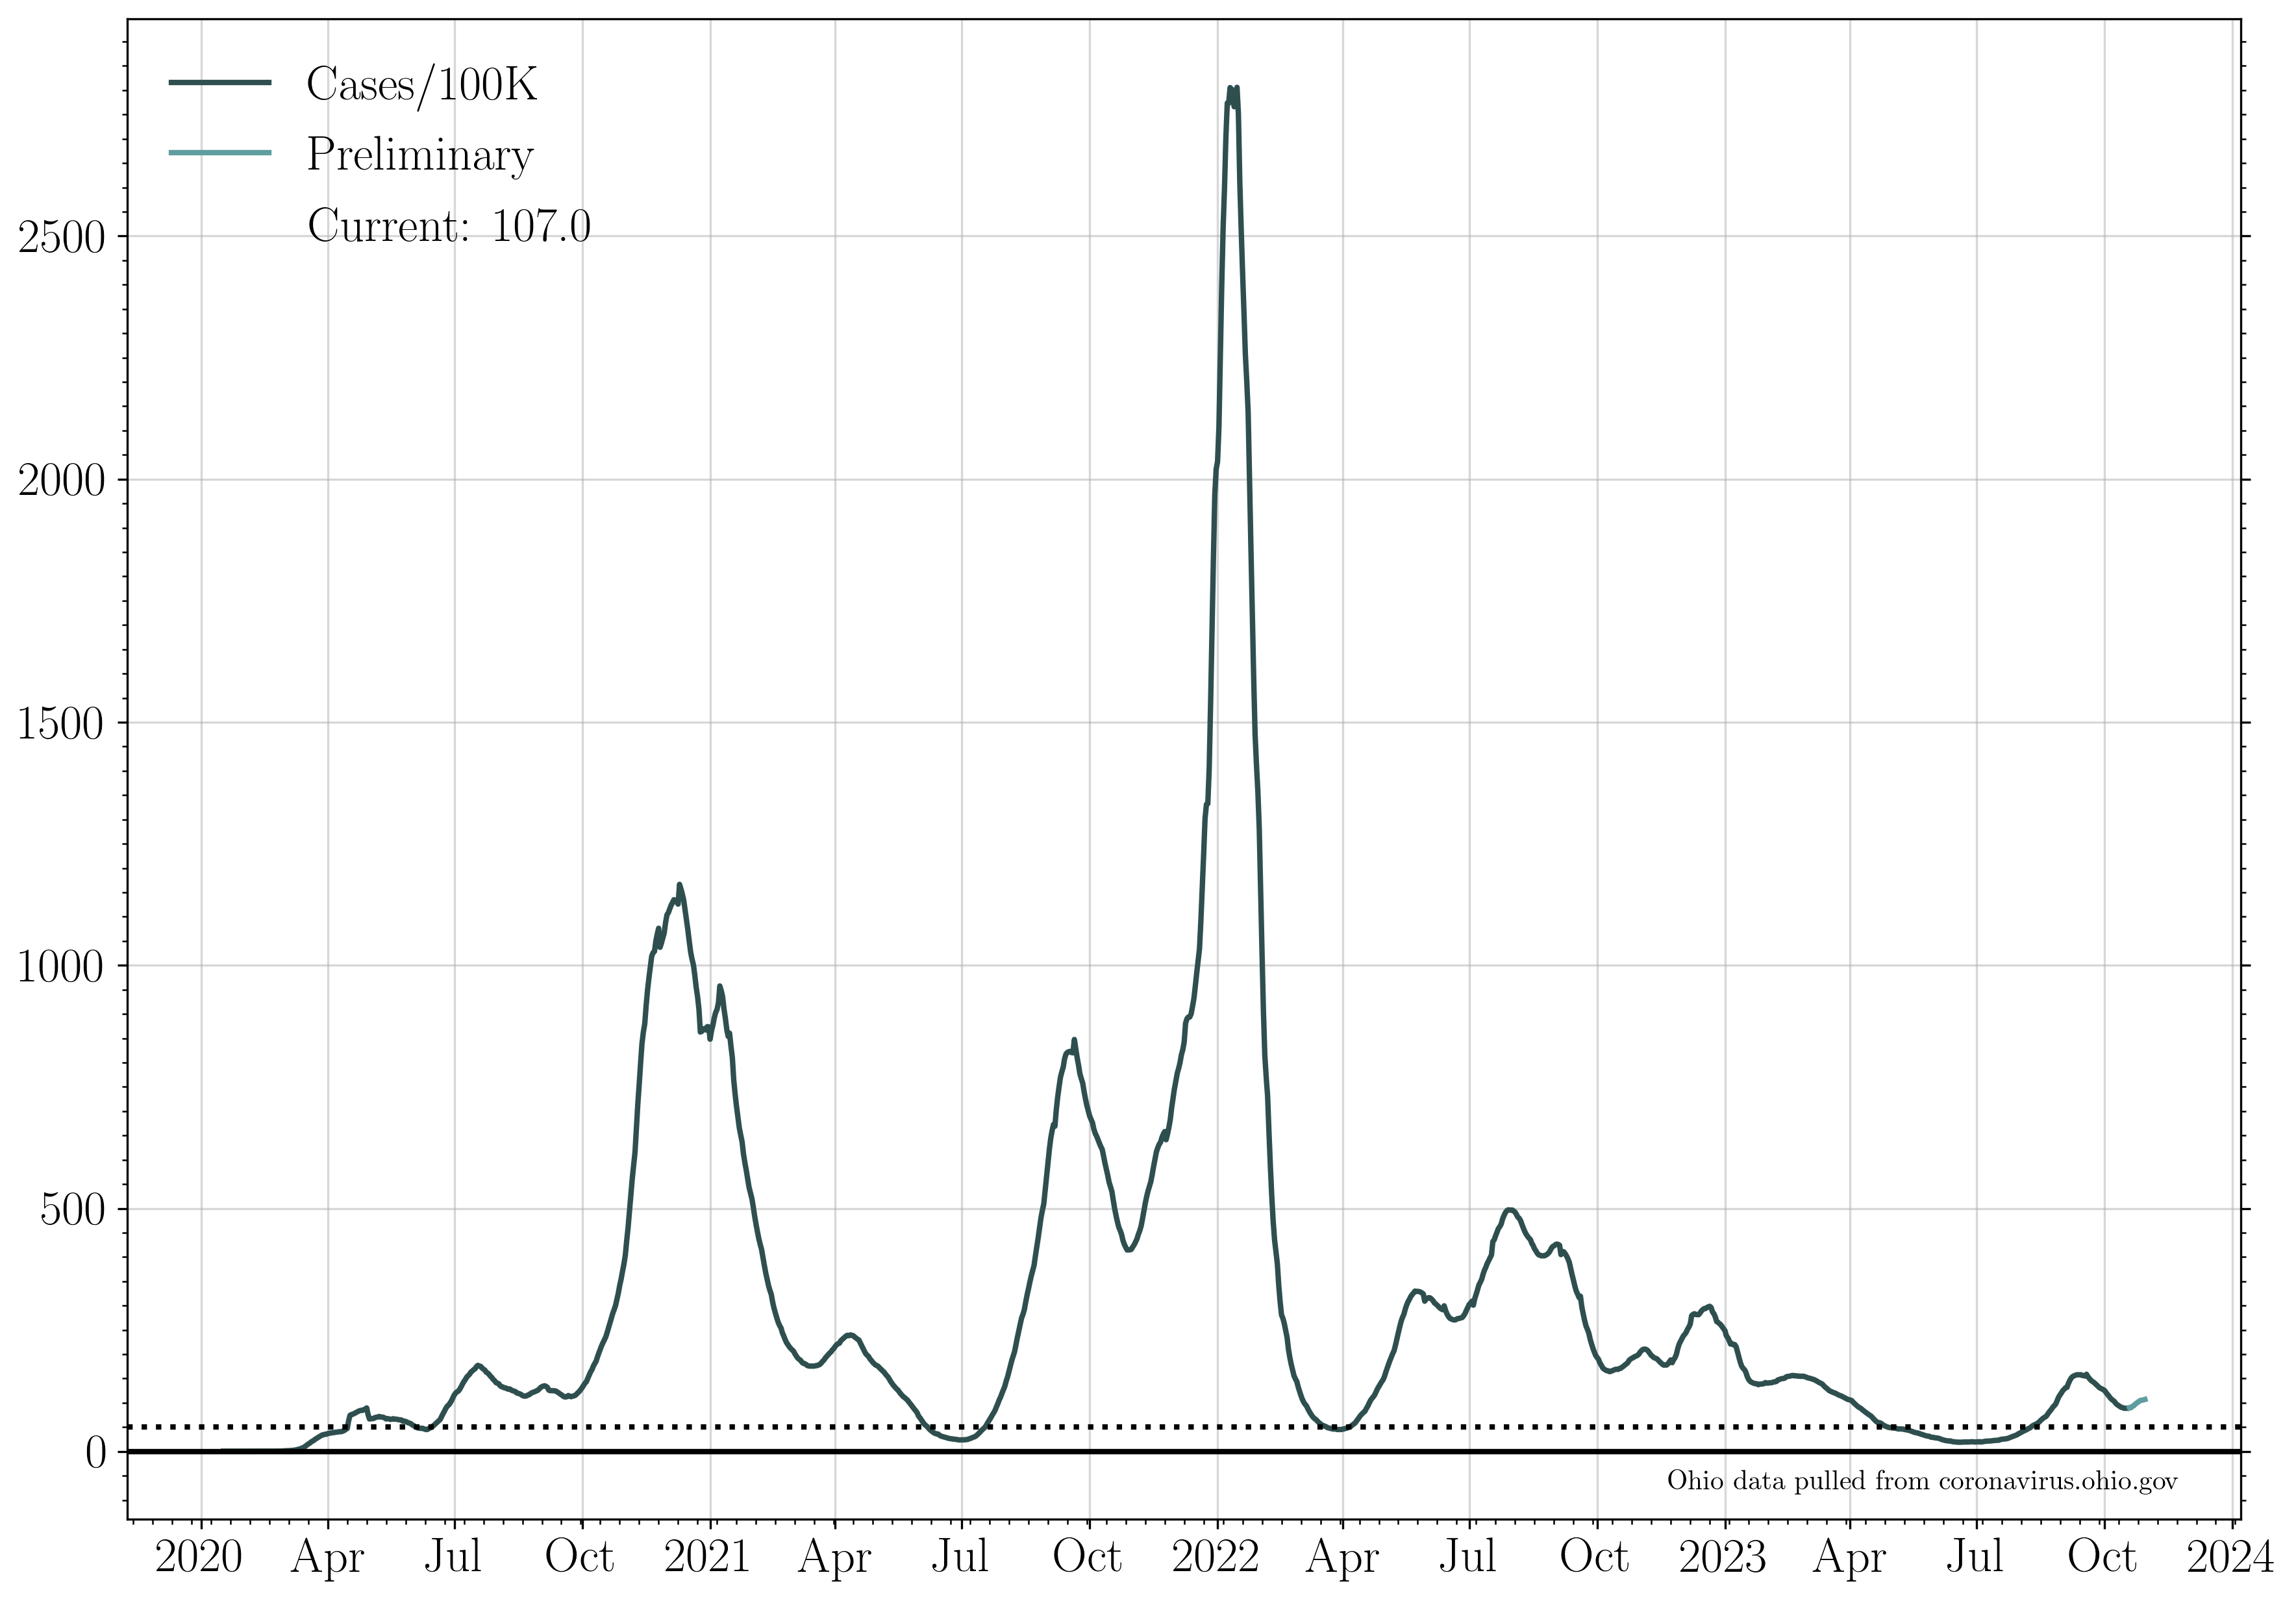 Cases/100K
Preliminary
Current: 107.0
2500
2000
1500
1000
500
0
Ohio data pulled from coronavirus.ohio.gov
2020 Apr Jul Oct 2021 Apr Jul Oct 2022 Apr Jul Oct 2023 Apr Jul Oct 2024